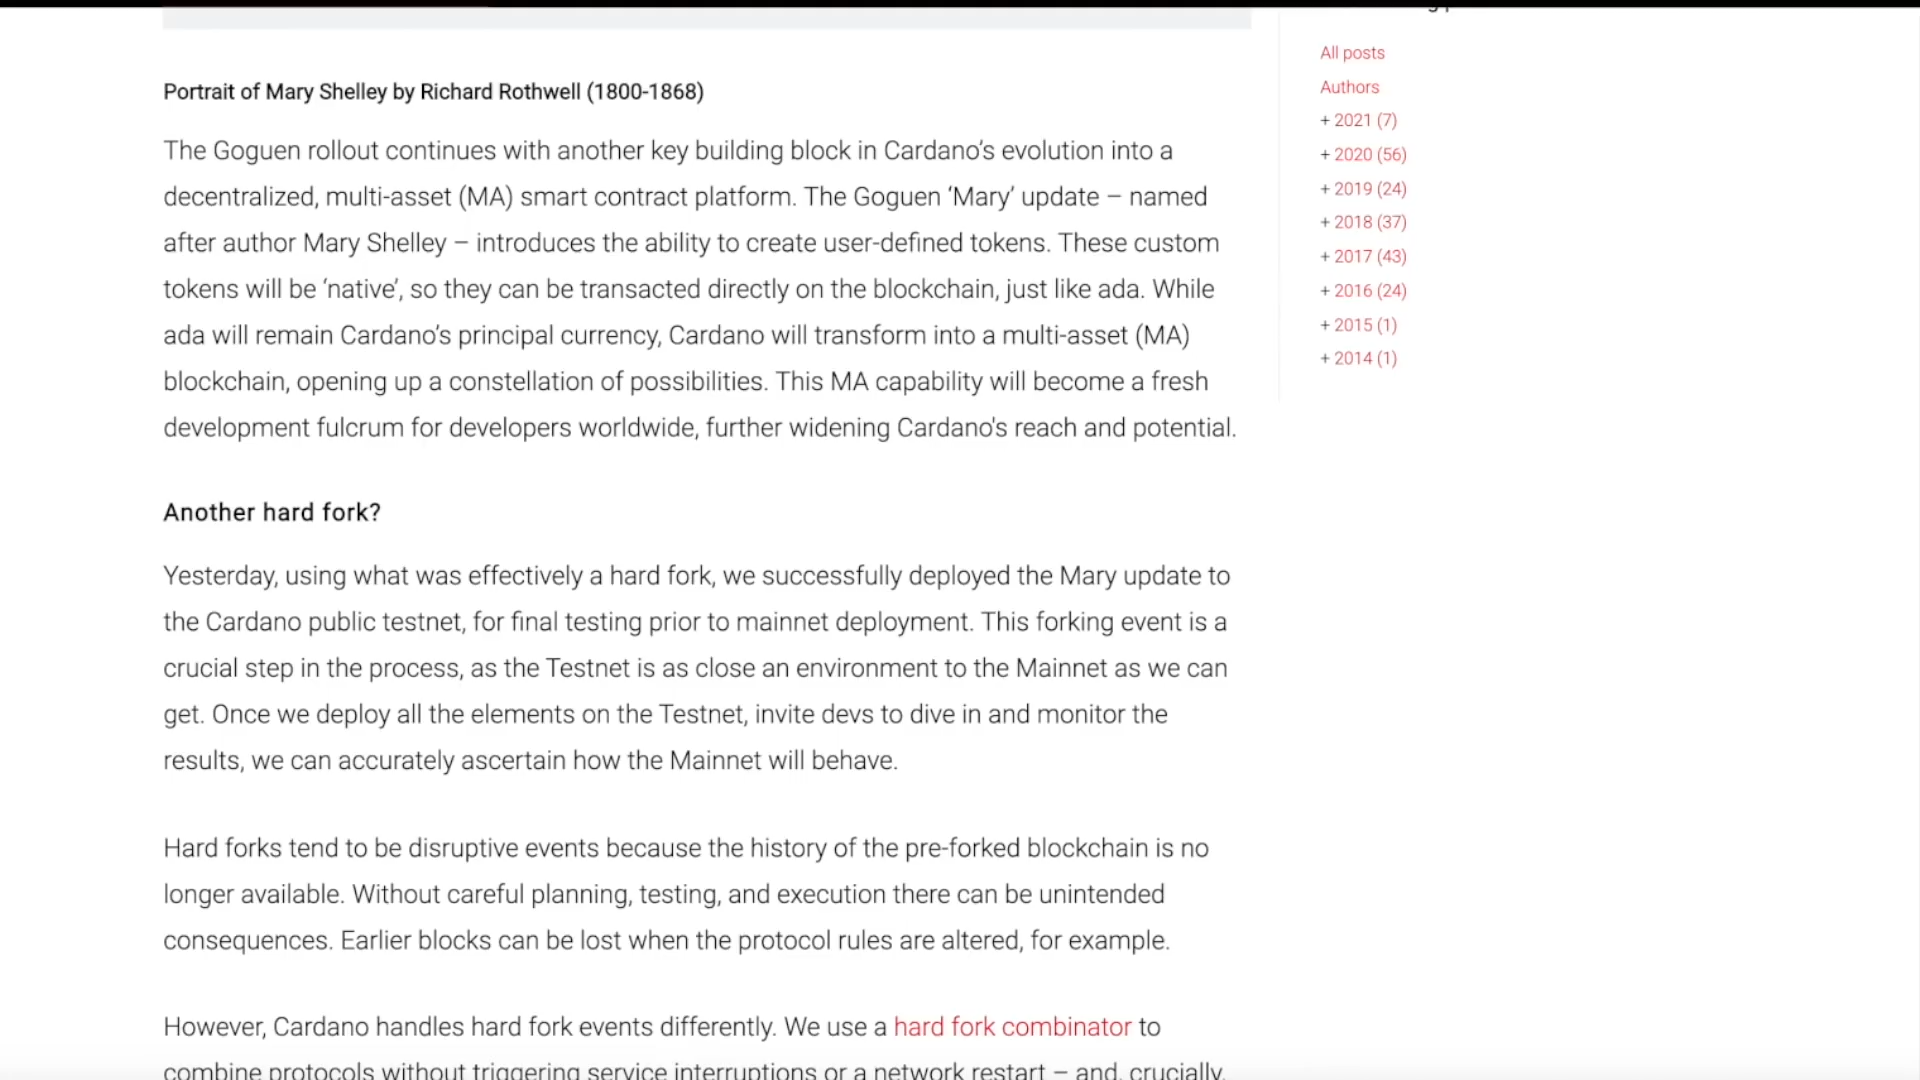 Portrait of Mary Shelley by Richard Rothwell (1800-1868)
The Goguen rollout continues with another key building block in Cardano’s evolution into a
decentralized, multi-asset (MA) smart contract platform. The Goguen ‘Mary’ update – named
after author Mary Shelley – introduces the ability to create user-defined tokens. These custom
tokens will be ‘native’, so they can be transacted directly on the blockchain, just like ada. While
ada will remain Cardano’s principal currency, Cardano will transform into a multi-asset (MA)
blockchain, opening up a constellation of possibilities. This MA capability will become a fresh
development fulcrum for developers worldwide, further widening Cardano's reach and potential.
Another hard fork?
Yesterday, using what was effectively a hard fork, we successfully deployed the Mary update to
the Cardano public testnet, for final testing prior to mainnet deployment. This forking event is a
crucial step in the process, as the Testnet is as close an environment to the Mainnet as we can
get. Once we deploy all the elements on the Testnet, invite devs to dive in and monitor the
results, we can accurately ascertain how the Mainnet will behave.
Hard forks tend to be disruptive events because the history of the pre-forked blockchain is no
longer available. Without careful planning, testing, and execution there can be unintended
consequences. Earlier blocks can be lost when the protocol rules are altered, for example.
However, Cardano handles hard fork events differently. We use a hard fork combinator to
combine protocols without triggering service interruptions or a network restart – and, crucially,
All posts
Authors
+ 2021 (7)
+ 2020 (56)
+ 2019 (24)
+ 2018 (37)
+ 2017 (43)
+ 2016 (24)
+ 2015 (1)
+ 2014 (1)